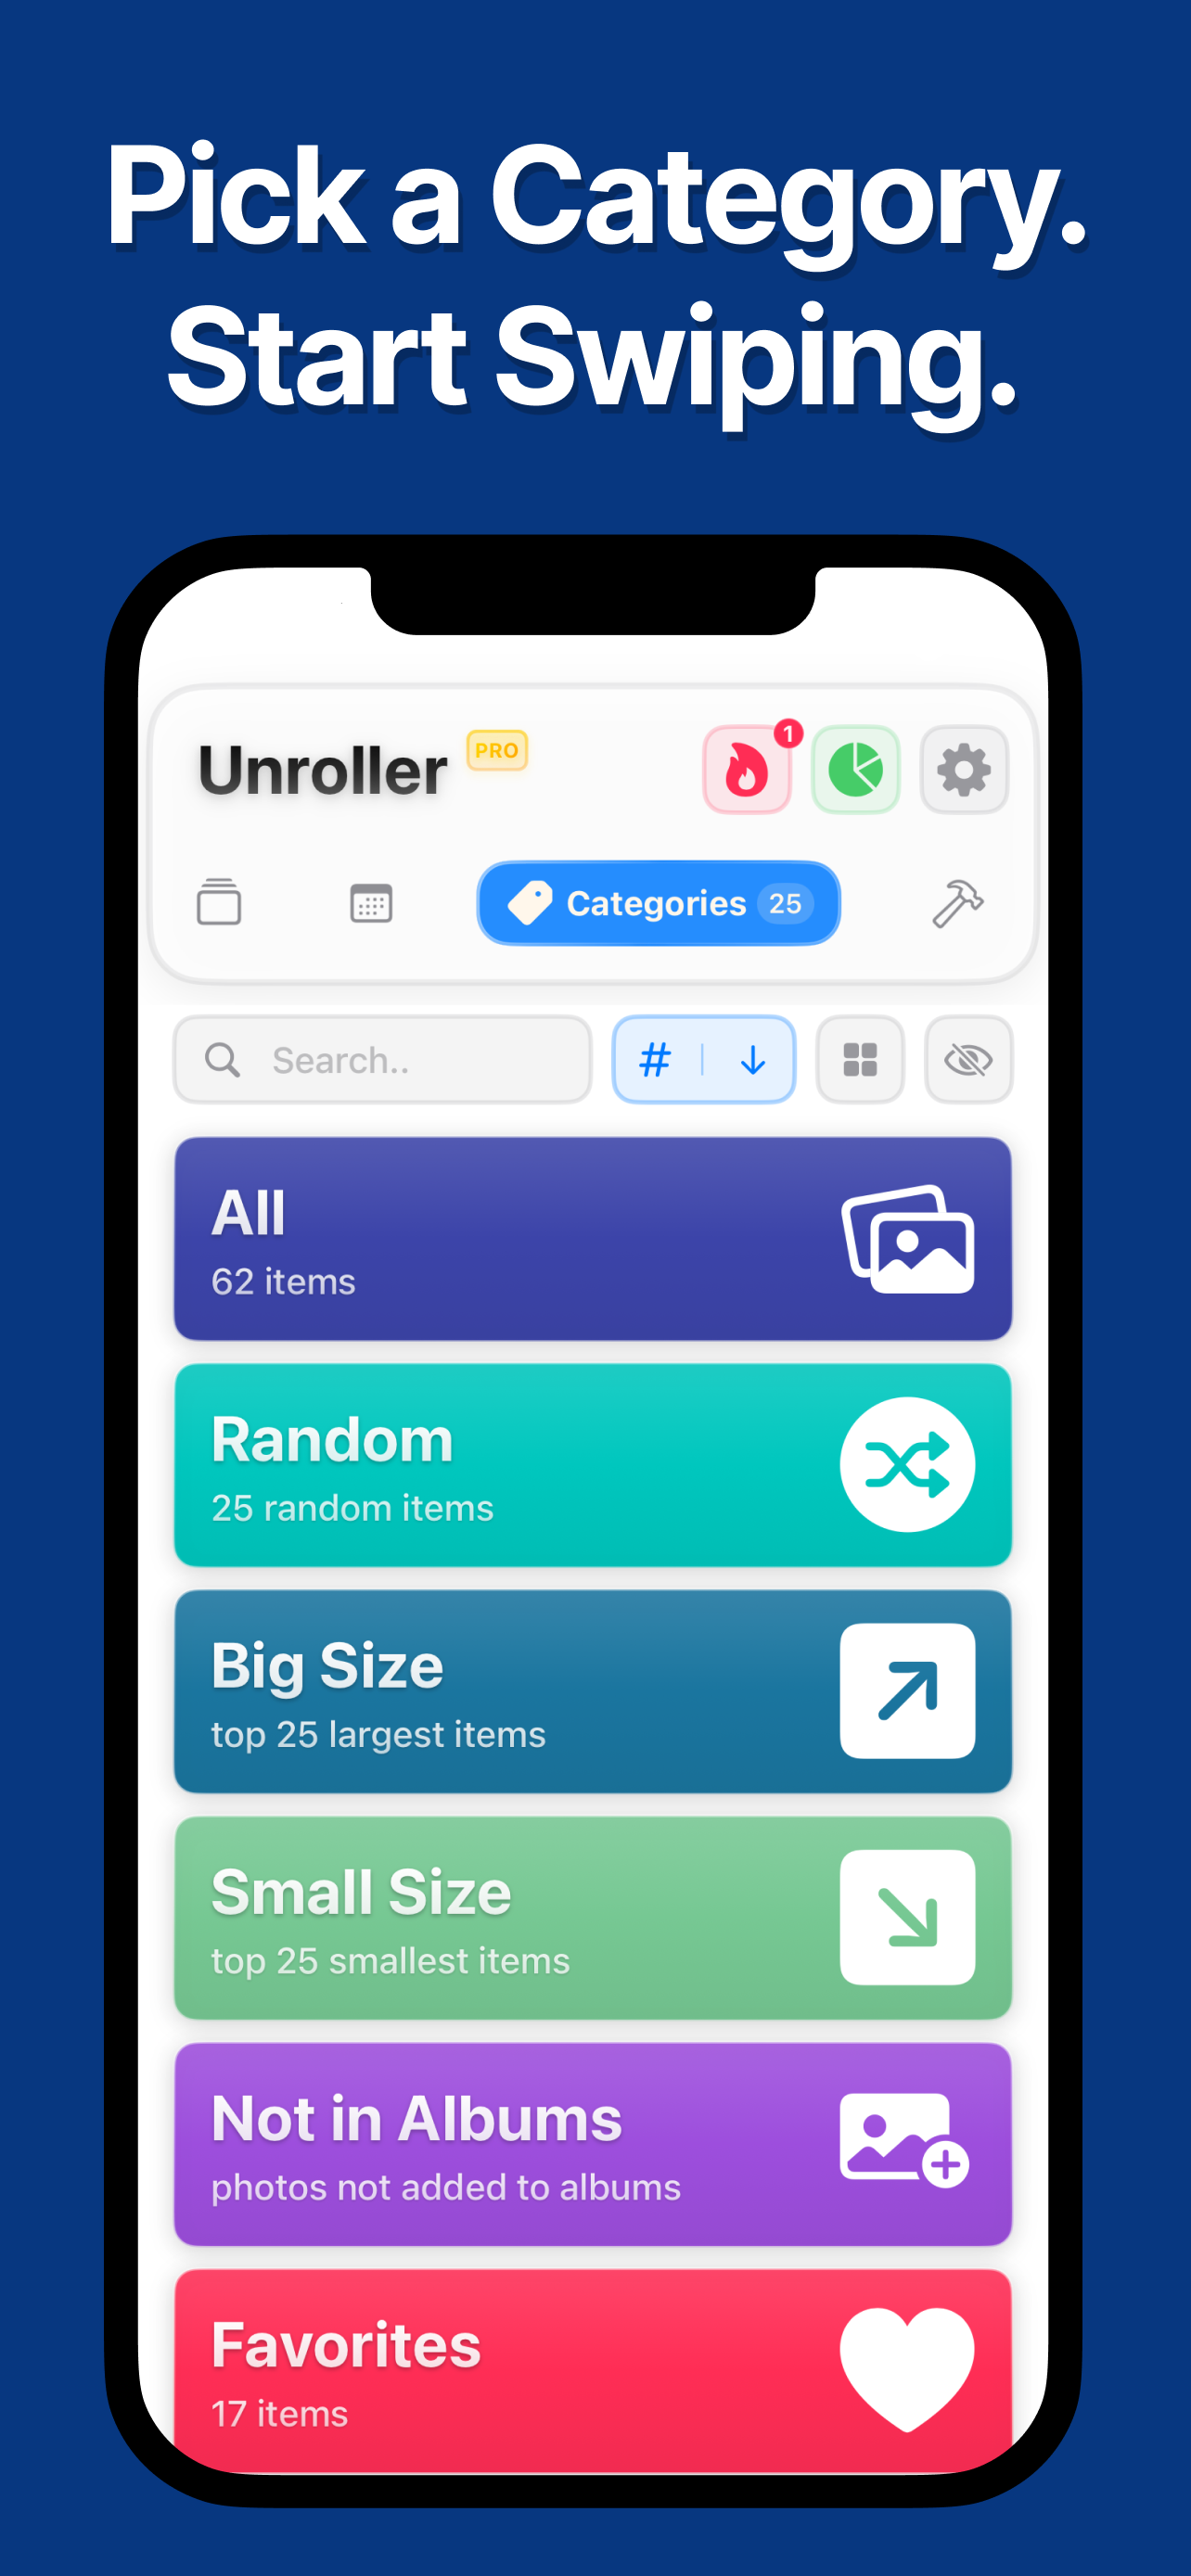 Pick a Category.
Start Swiping.
Unroller PRO
1
Categories 25
Search..
#
All
62 items
Random
25 random items
Big Size
top 25 largest items
Small Size
top 25 smallest items
Not in Albums
photos not added to albums
Favorites
17 items